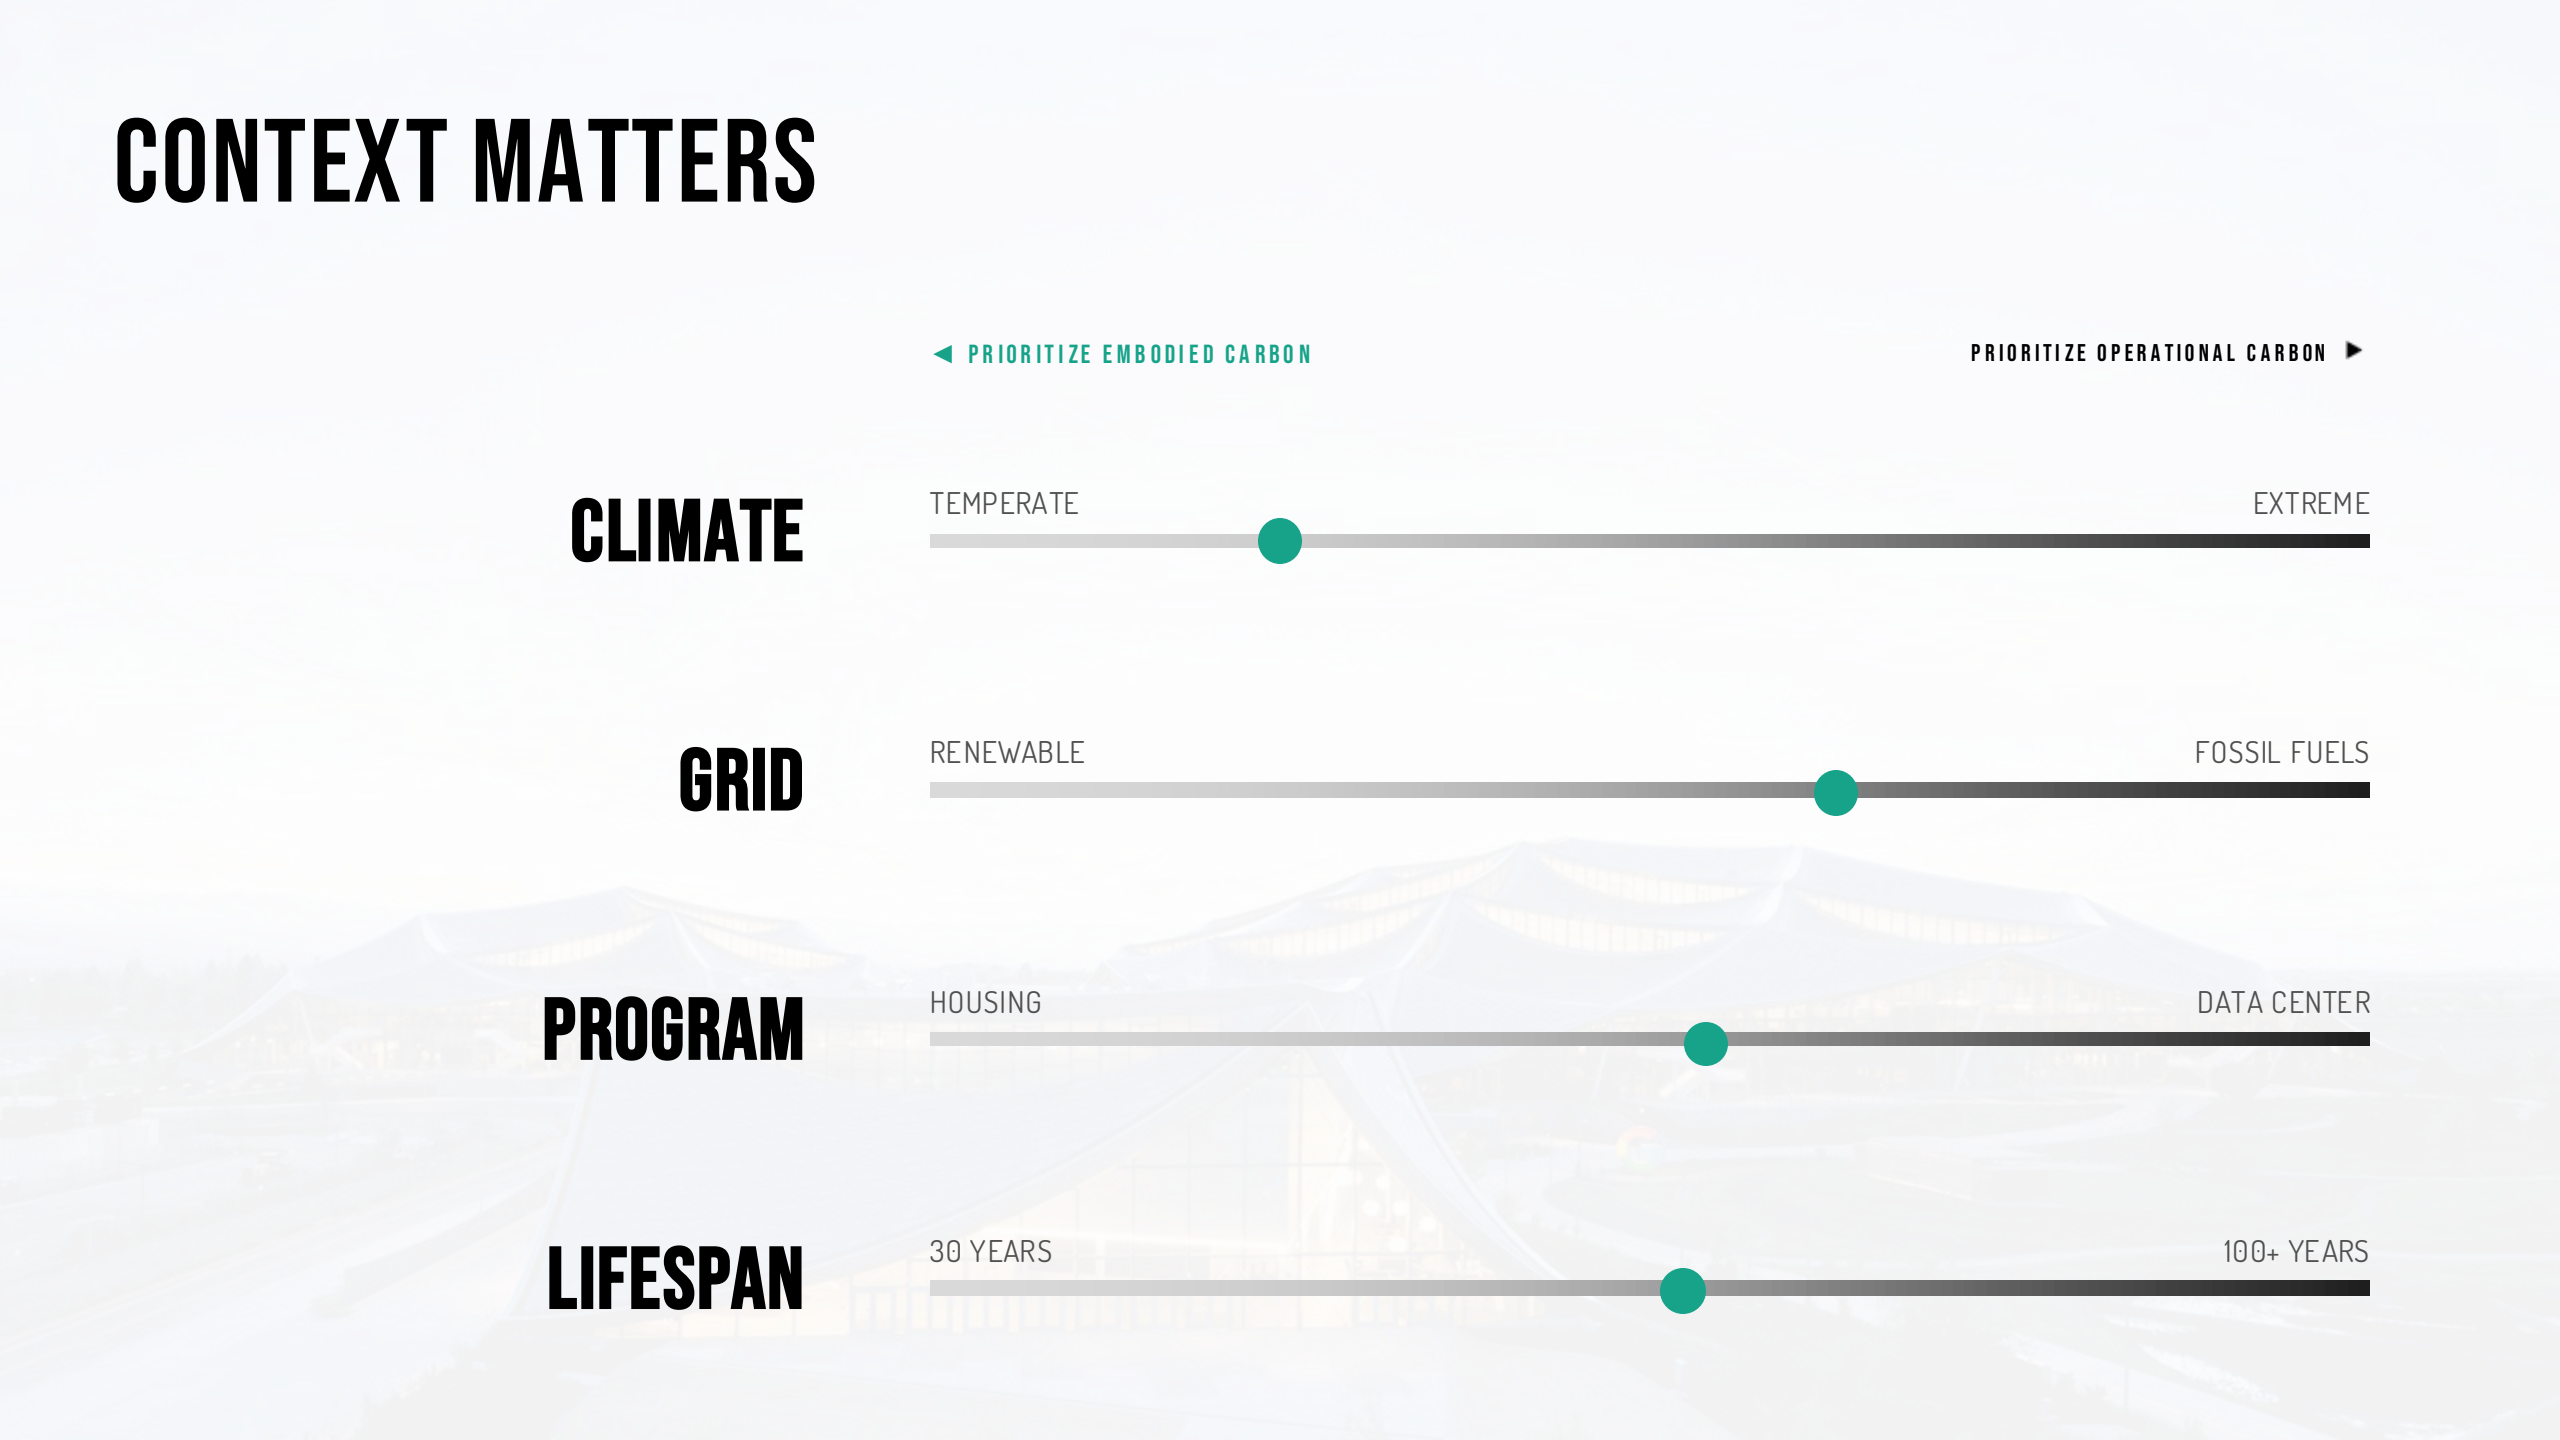 CONTEXT MATTERS
◀ PRIORITIZE EMBODIED CARBON
PRIORITIZE OPERATIONAL CARBON ▶
CLIMATE
TEMPERATE
EXTREME
GRID
RENEWABLE
FOSSIL FUELS
PROGRAM
HOUSING
DATA CENTER
LIFESPAN
30 YEARS
100+ YEARS